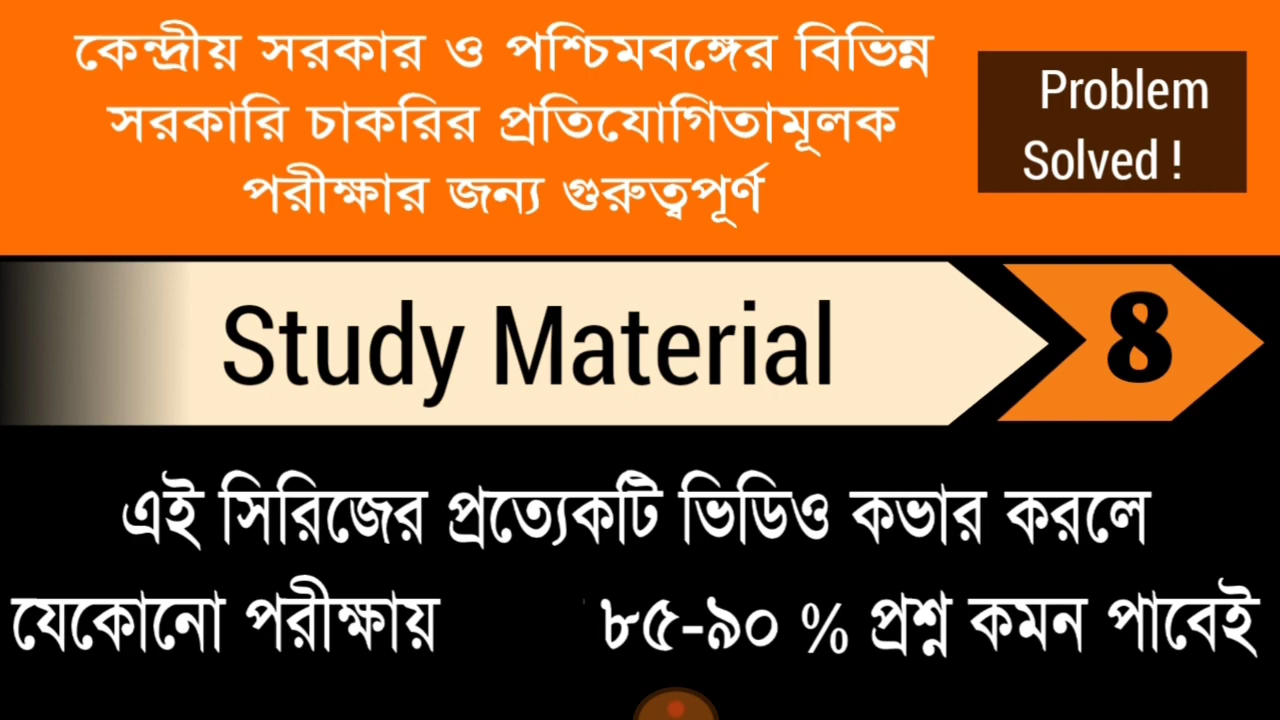 কেন্দ্রীয় সরকার ও পশ্চিমবঙ্গের বিভিন্ন
সরকারি চাকরির প্রতিযোগিতামূলক
পরীক্ষার জন্য গুরুত্বপূর্ণ
Problem
Solved !
Study Material
8
এই সিরিজের প্রত্যেকটি ভিডিও কভার করলে
যেকোনো পরীক্ষায় ৮৫-৯০ % প্রশ্ন কমন পাবেই